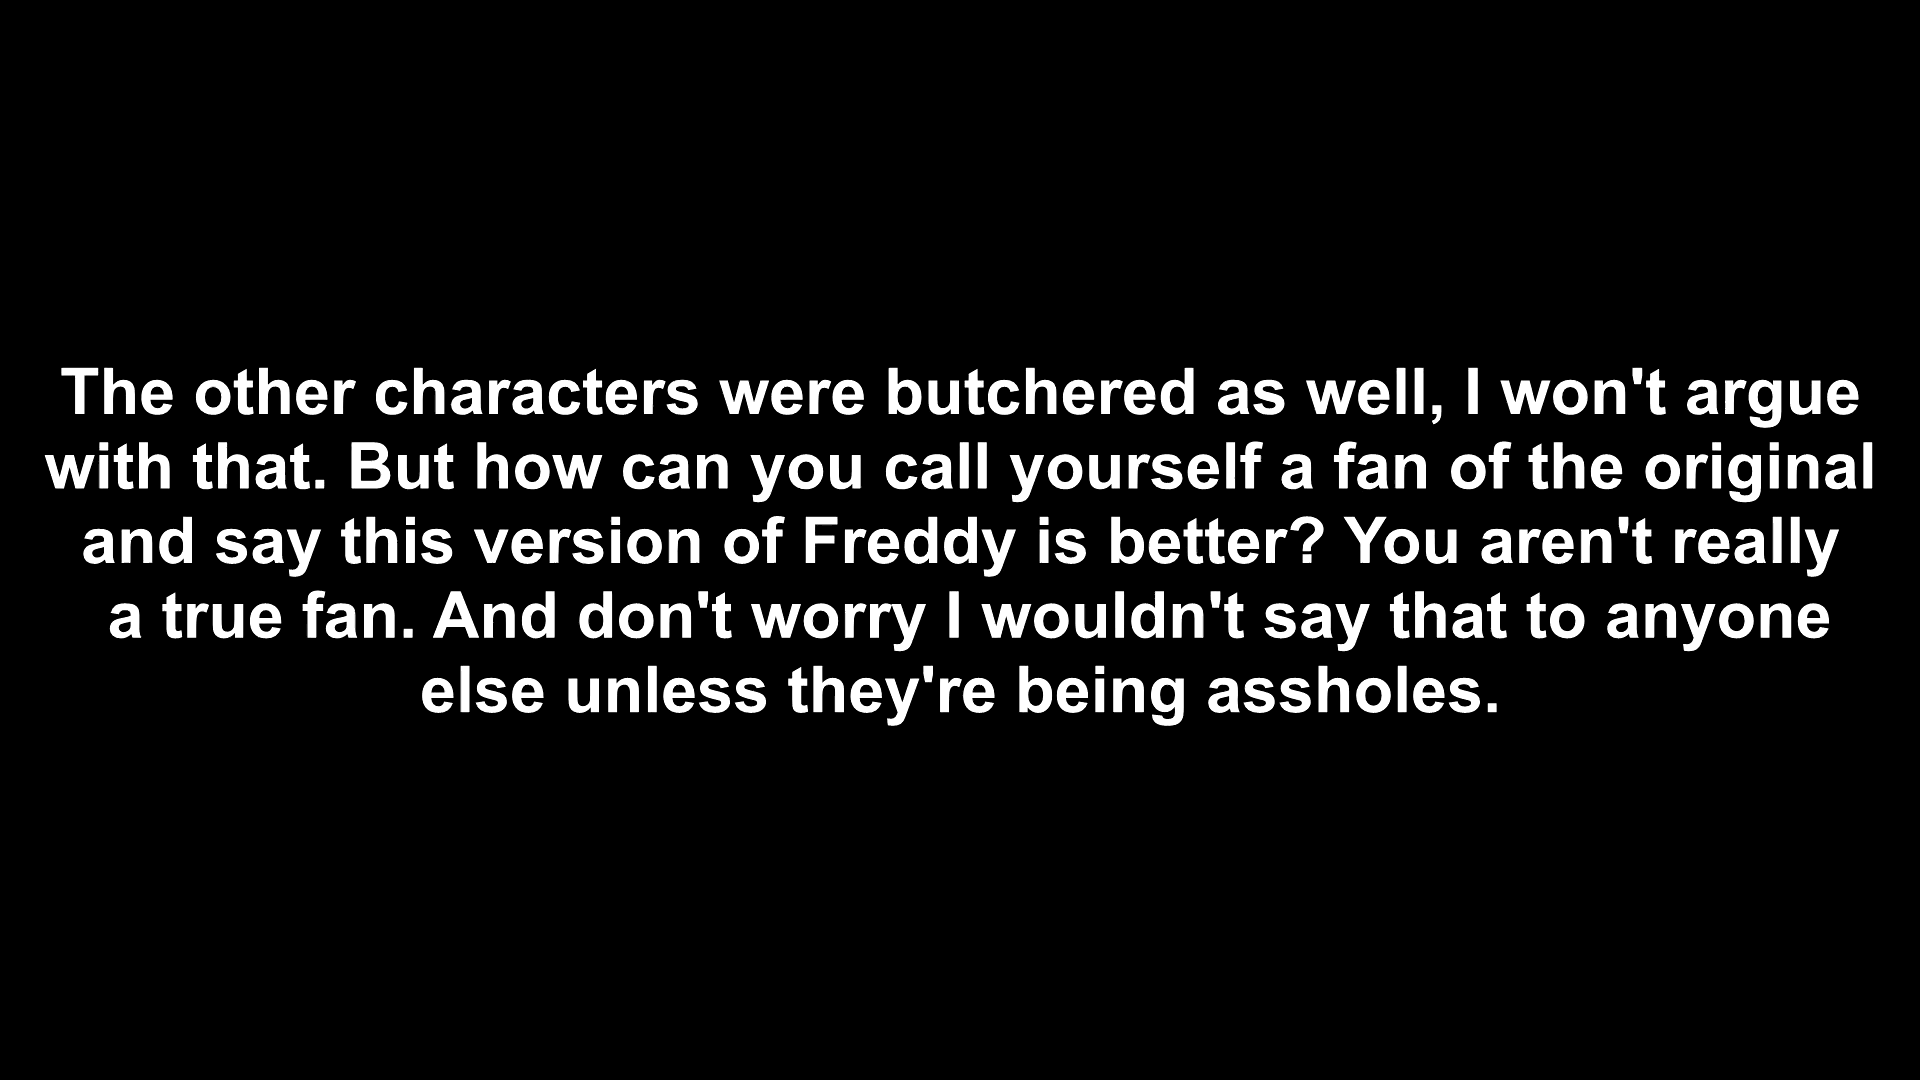 The other characters were butchered as well, I won't argue
with that. But how can you call yourself a fan of the original
and say this version of Freddy is better? You aren't really
a true fan. And don't worry I wouldn't say that to anyone
else unless they're being assholes.